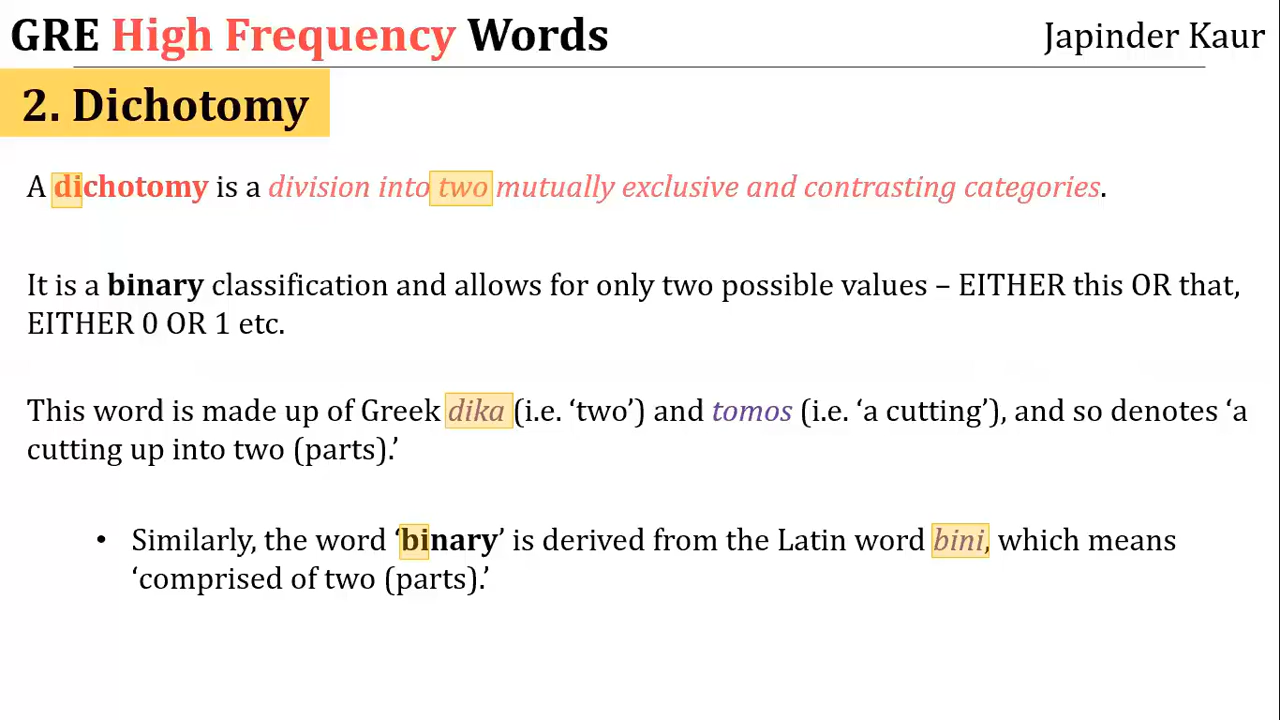 GRE High Frequency Words
Japinder Kaur
2. Dichotomy
A dichotomy is a division into two mutually exclusive and contrasting categories.
It is a binary classification and allows for only two possible values – EITHER this OR that,
EITHER 0 OR 1 etc.
This word is made up of Greek dika (i.e. ‘two’) and tomos (i.e. ‘a cutting’), and so denotes ‘a
cutting up into two (parts).’
• Similarly, the word ‘binary’ is derived from the Latin word bini, which means
‘comprised of two (parts).’